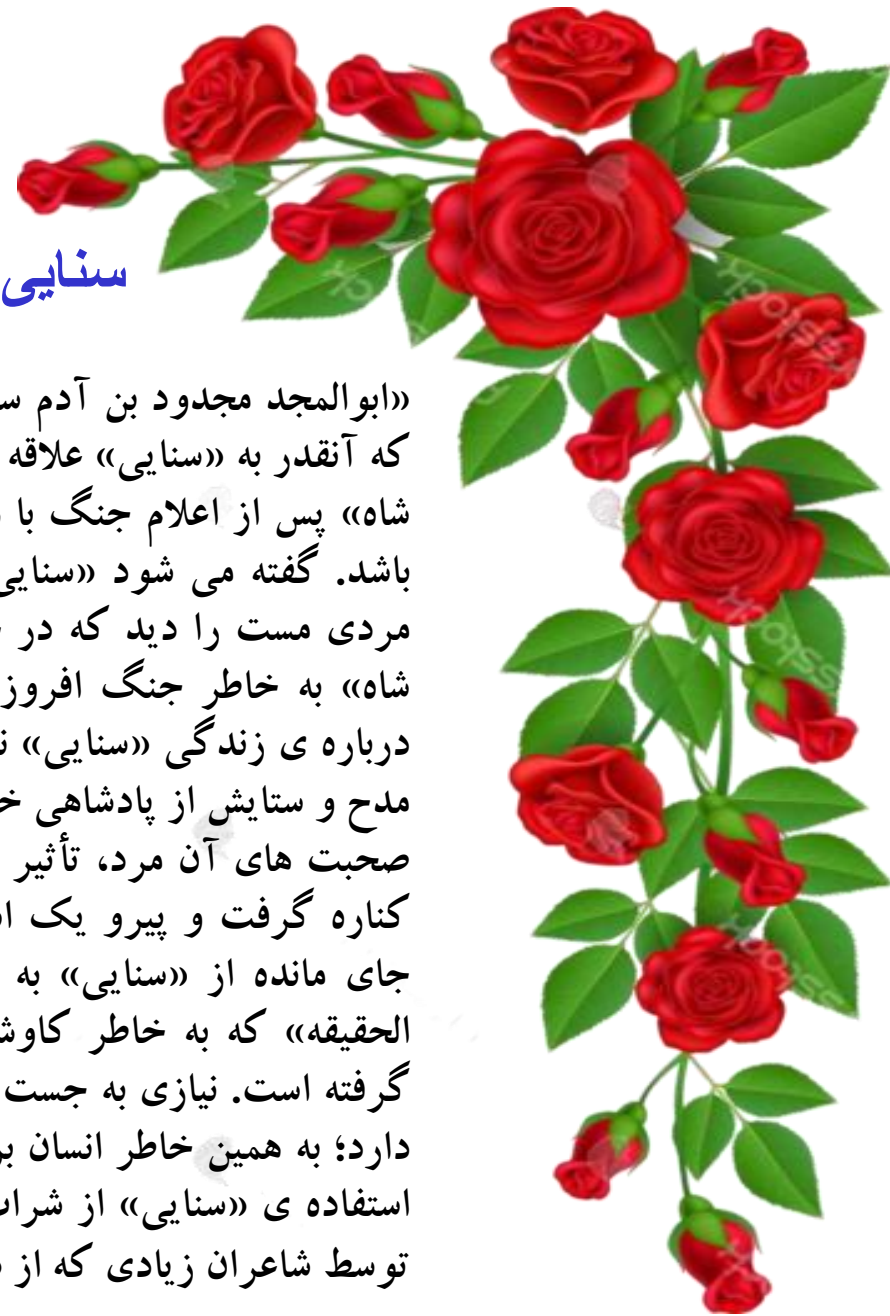 سنایی
«ابوالمجد مجدود بن آدم
که آنقدر به «سنایی» علاقه
شاه» پس از اعلام جنگ با
باشد. گفته می شود «سنایی
مردی مست را دید که در
شاه» به خاطر جنگ افروز
درباره ی زندگی «سنایی»
مدح و ستایش از پادشاهی
صحبت های آن مرد، تأثیر
کناره گرفت و پیرو یک
جای مانده از «سنایی» به
الحقیقه» که به خاطر کاوش
گرفته است. نیازی به جست
دارد؛ به همین خاطر انسان بر
استفاده ی «سنایی» از شراب
توسط شاعران زیادی که از